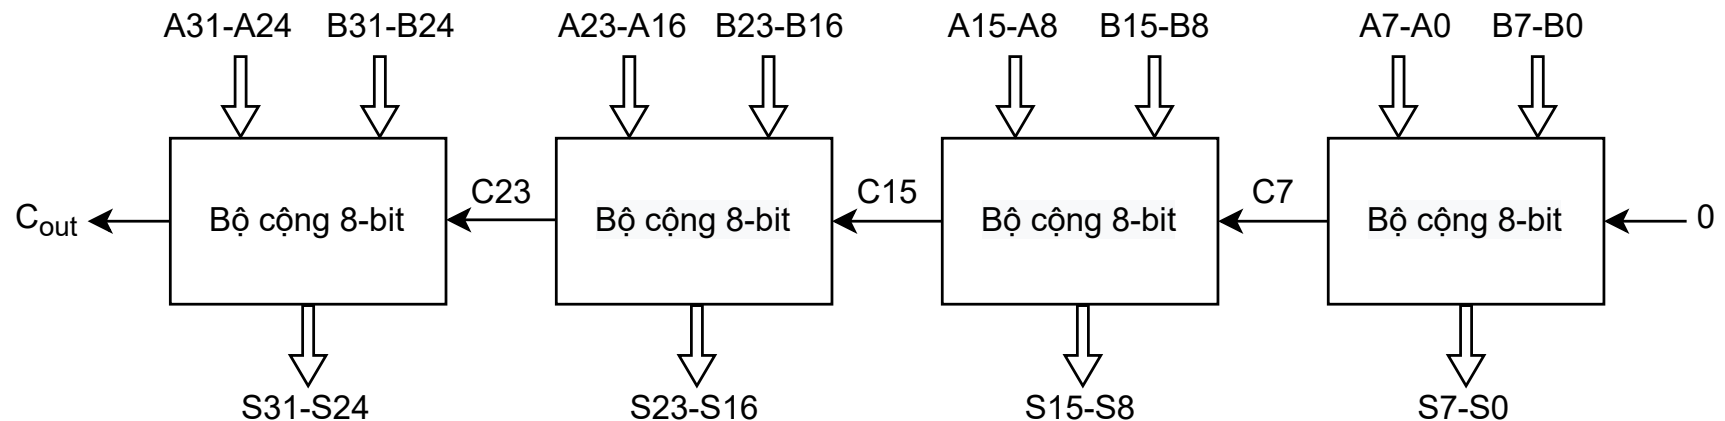 A31-A24 B31-B24 A23-A16 B23-B16 A15-A8 B15-B8 A7-A0 B7-B0
C23 C15 C7
Cout Bộ cộng 8-bit Bộ cộng 8-bit Bộ cộng 8-bit Bộ cộng 8-bit 0
S31-S24 S23-S16 S15-S8 S7-S0